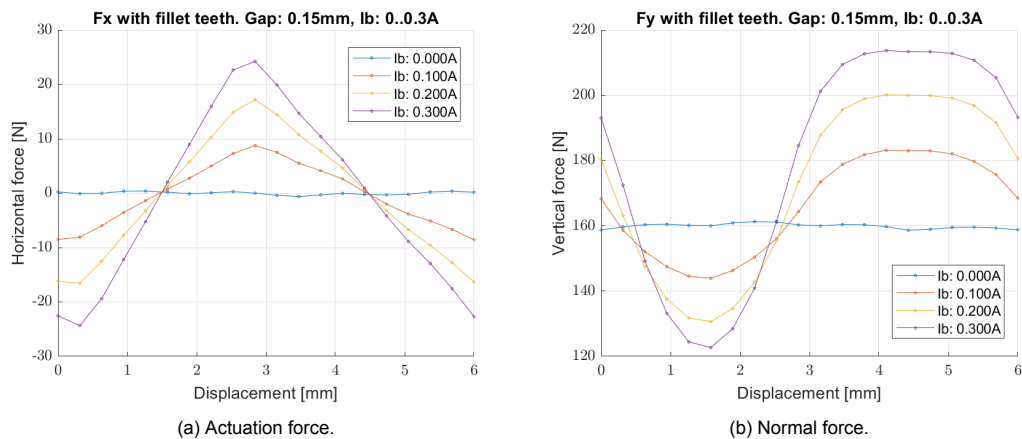 Fx with fillet teeth. Gap: 0.15mm, Ib: 0..0.3A
30
20
10
0
-10
-20
-30
Horizontal force [N]
Ib: 0.000A
Ib: 0.100A
Ib: 0.200A
Ib: 0.300A
0 1 2 3 4 5 6
Displacement [mm]
(a) Actuation force.
Fy with fillet teeth. Gap: 0.15mm, Ib: 0..0.3A
220
200
180
160
140
120
Vertical force [N]
Ib: 0.000A
Ib: 0.100A
Ib: 0.200A
Ib: 0.300A
0 1 2 3 4 5 6
Displacement [mm]
(b) Normal force.